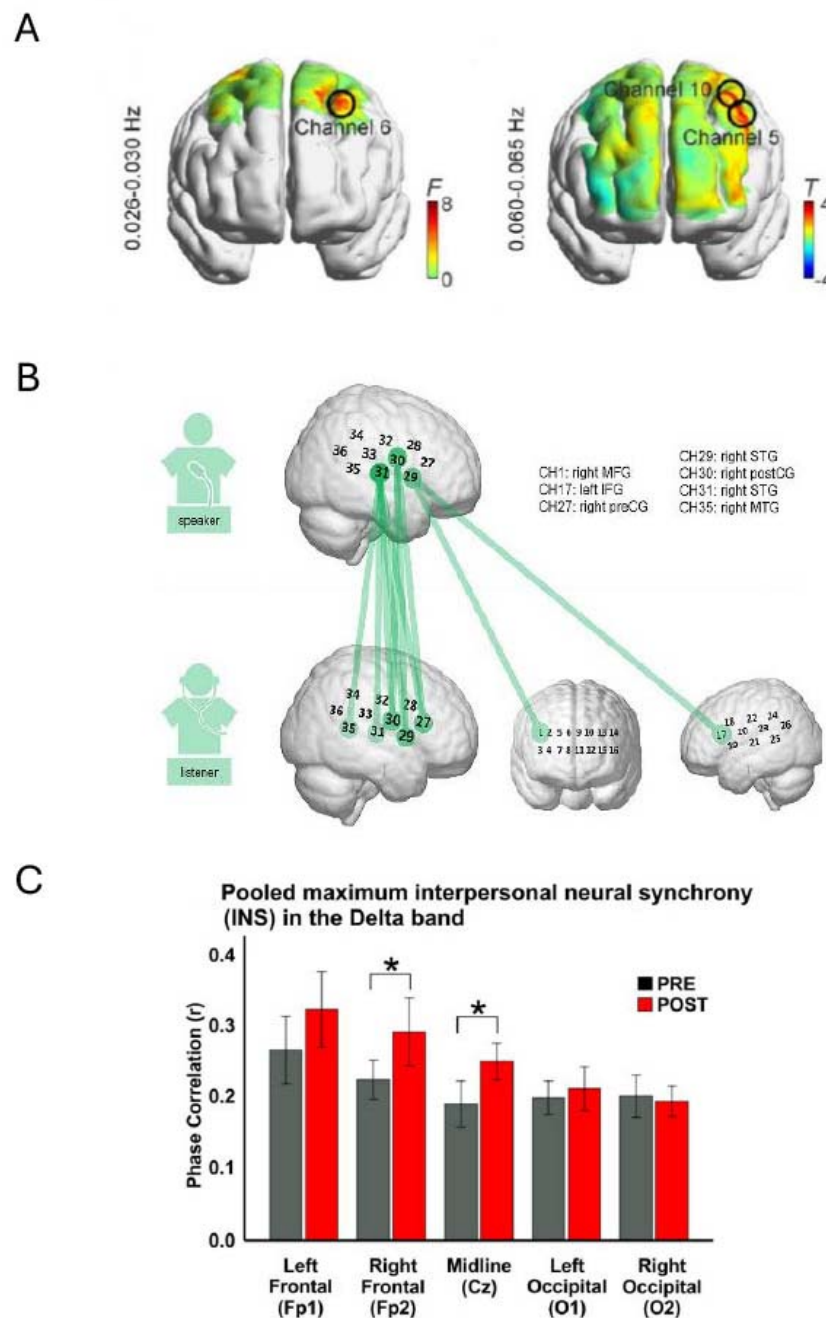 A
0.026-0.030 Hz
Channel 6
F
8
0
0.060-0.065 Hz
Channel 10
Channel 5
T
4
-4
B
speaker
34 32 28
36 33 30 27
35 31 29
CH1: right MFG
CH17: left IFG
CH27: right preCG
CH29: right STG
CH30: right postCG
CH31: right STG
CH35: right MTG
listener
34 32 28
36 33 30 27
35 31 29
1 2 5 6 9 10 13 14
3 4 7 8 11 12 15 16
18 22 24
17 20 26
21 25
C
Pooled maximum interpersonal neural synchrony
(INS) in the Delta band
Phase Correlation (r)
0.4
0.3
0.2
0.1
0.0
*
*
PRE
POST
Left
Frontal
(Fp1)
Right
Frontal
(Fp2)
Midline
(Cz)
Left
Occipital
(O1)
Right
Occipital
(O2)